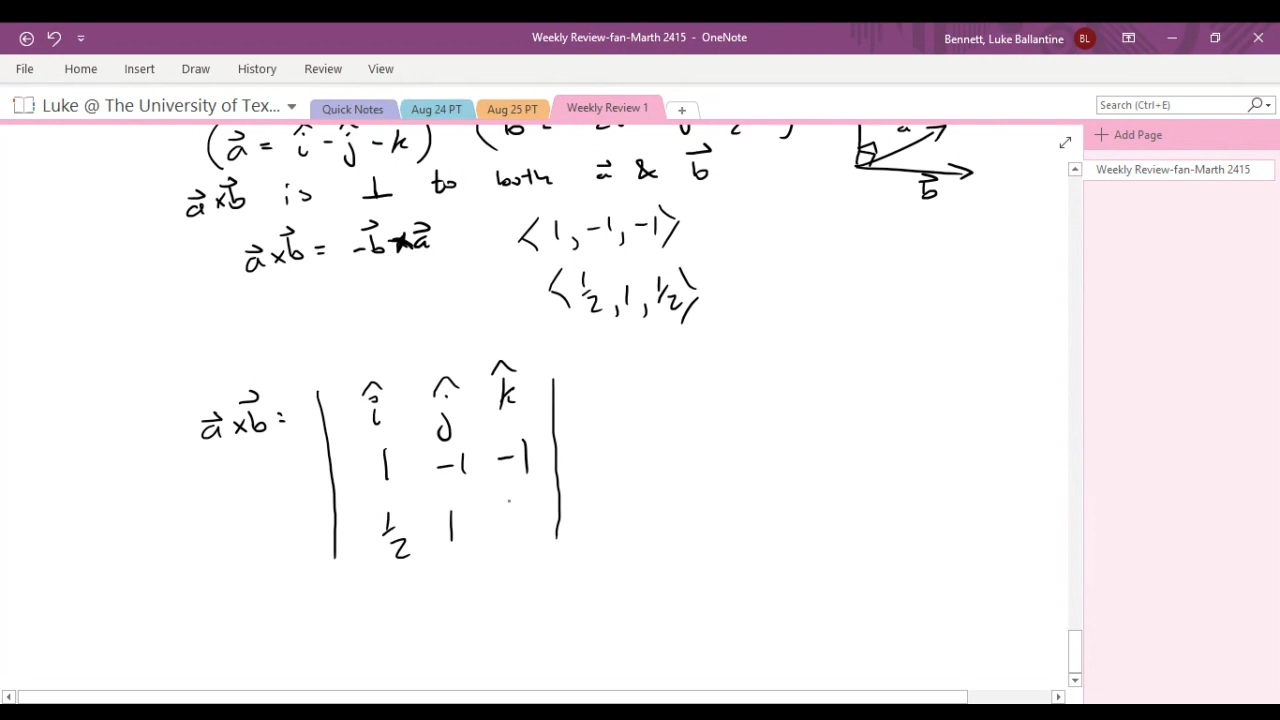 Weekly Review-fan-Marth 2415 - OneNote
Bennett, Luke Ballantine BL
File Home Insert Draw History Review View
Luke @ The University of Tex... Quick Notes Aug 24 PT Aug 25 PT Weekly Review 1 + Search (Ctrl+E)
+ Add Page
Weekly Review-fan-Marth 2415
(a⃗ = î - ĵ - k)
a⃗ b⃗
a⃗ x b⃗ is ⊥ to both a⃗ & b⃗
a⃗ x b⃗ = -b⃗ x a⃗
<1, -1, -1>
<1/2, 1, 1/2>
a⃗ x b⃗ =
î ĵ k̂
1 -1 -1
1/2 1